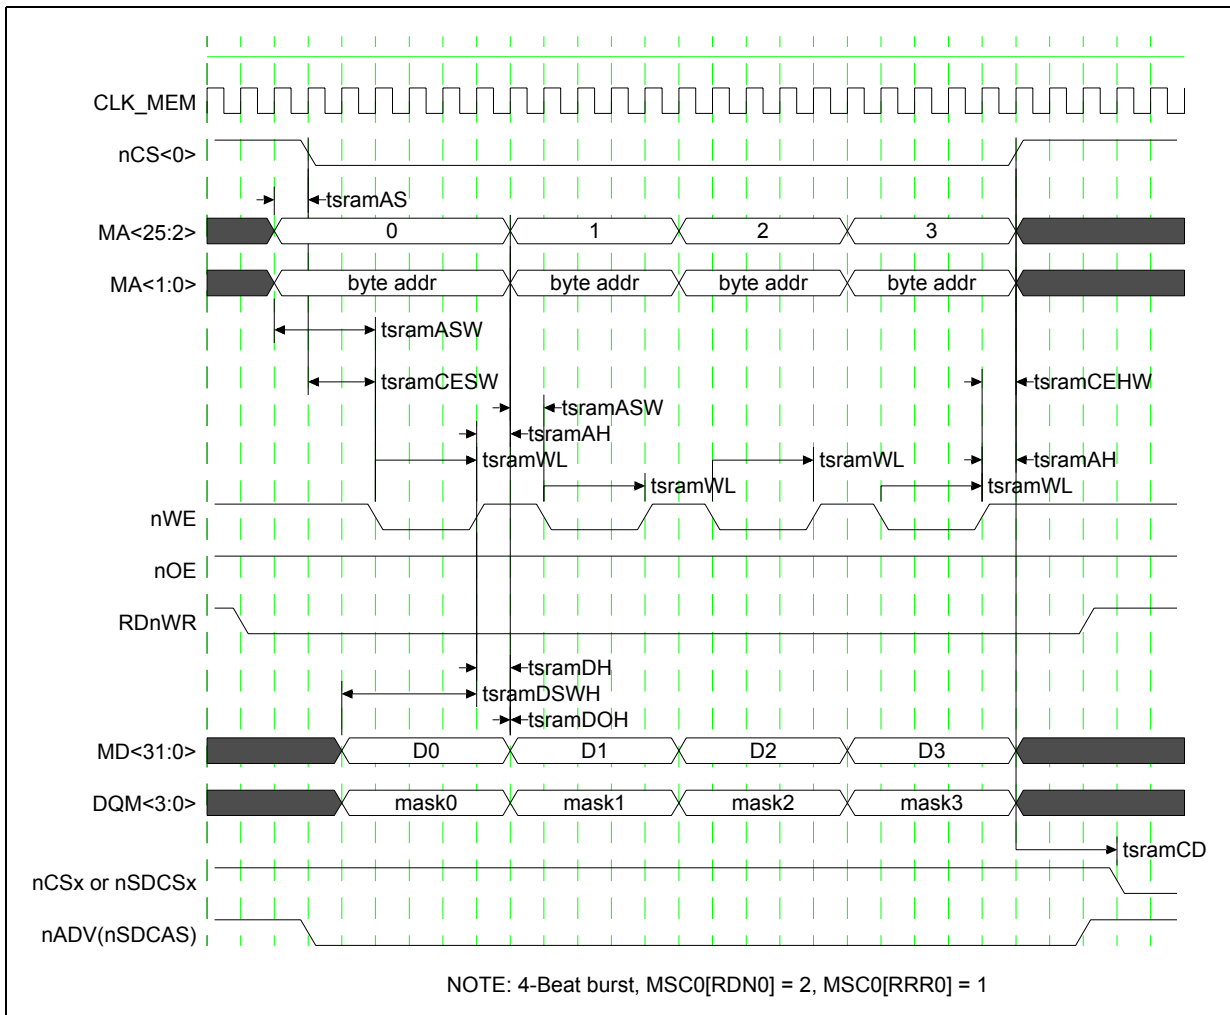 CLK_MEM
nCS<0>
tsramAS
MA<25:2>
0 1 2 3
MA<1:0>
byte addr byte addr byte addr byte addr
tsramASW
tsramCESW
tsramCEHW
tsramASW
tsramAH
tsramWL
tsramWL
tsramAH
tsramWL
tsramWL
nWE
nOE
RDnWR
tsramDH
tsramDSWH
tsramDOH
MD<31:0>
D0 D1 D2 D3
DQM<3:0>
mask0 mask1 mask2 mask3
tsramCD
nCSx or nSDCSx
nADV(nSDCAS)
NOTE: 4-Beat burst, MSC0[RDN0] = 2, MSC0[RRR0] = 1